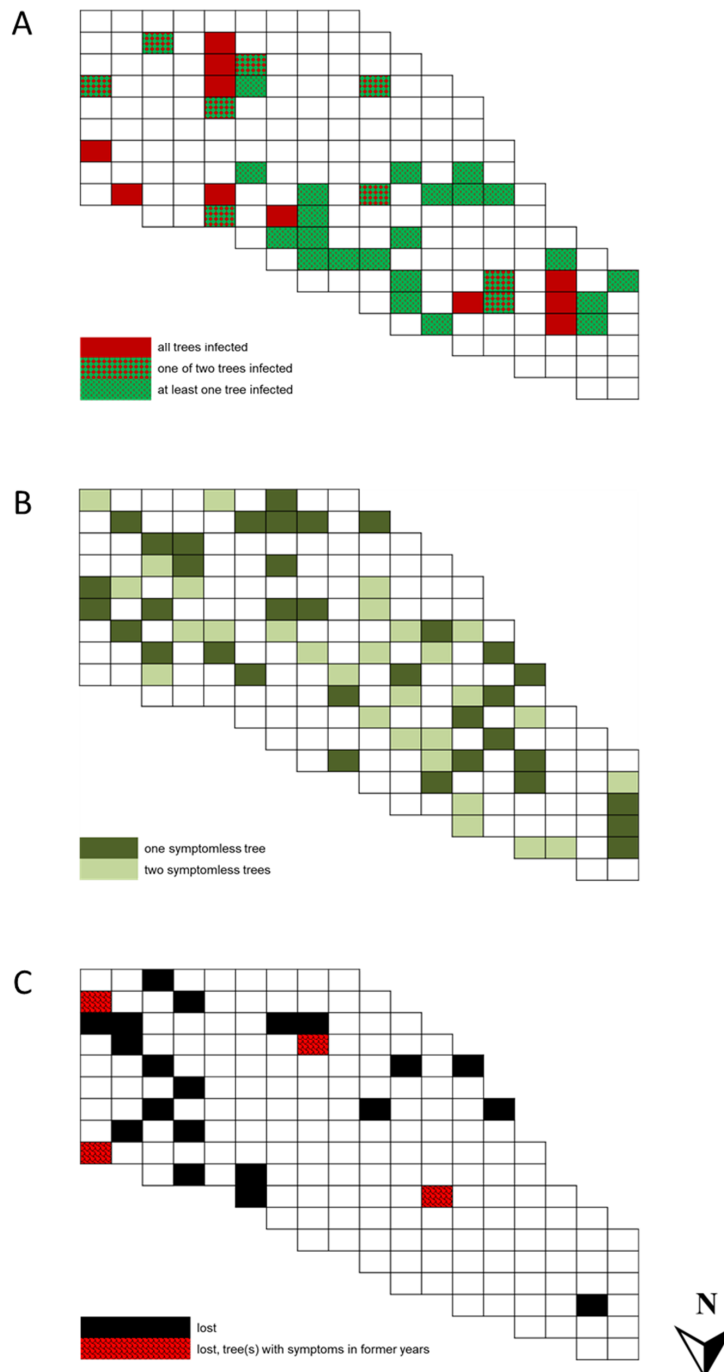 A
all trees infected
one of two trees infected
at least one tree infected
B
one symptomless tree
two symptomless trees
C
lost
lost, tree(s) with symptoms in former years
N